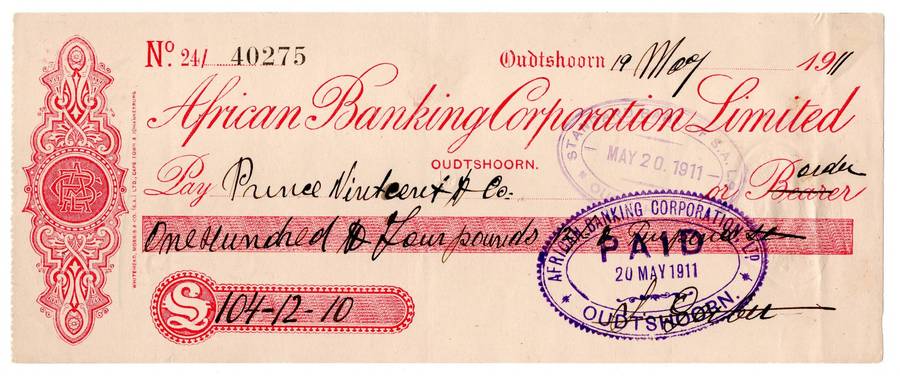 No. 24/ 40275
Oudtshoorn 19 May 1911
African Banking Corporation Limited
OUDTSHOORN.
Pay Prince & Co. or Bearer order
One Hundred & Four pounds
£ 104-12-10
MAY 20. 1911
AFRICAN BANKING CORPORATION LTD
PAID
20 MAY 1911
OUDTSHOORN.